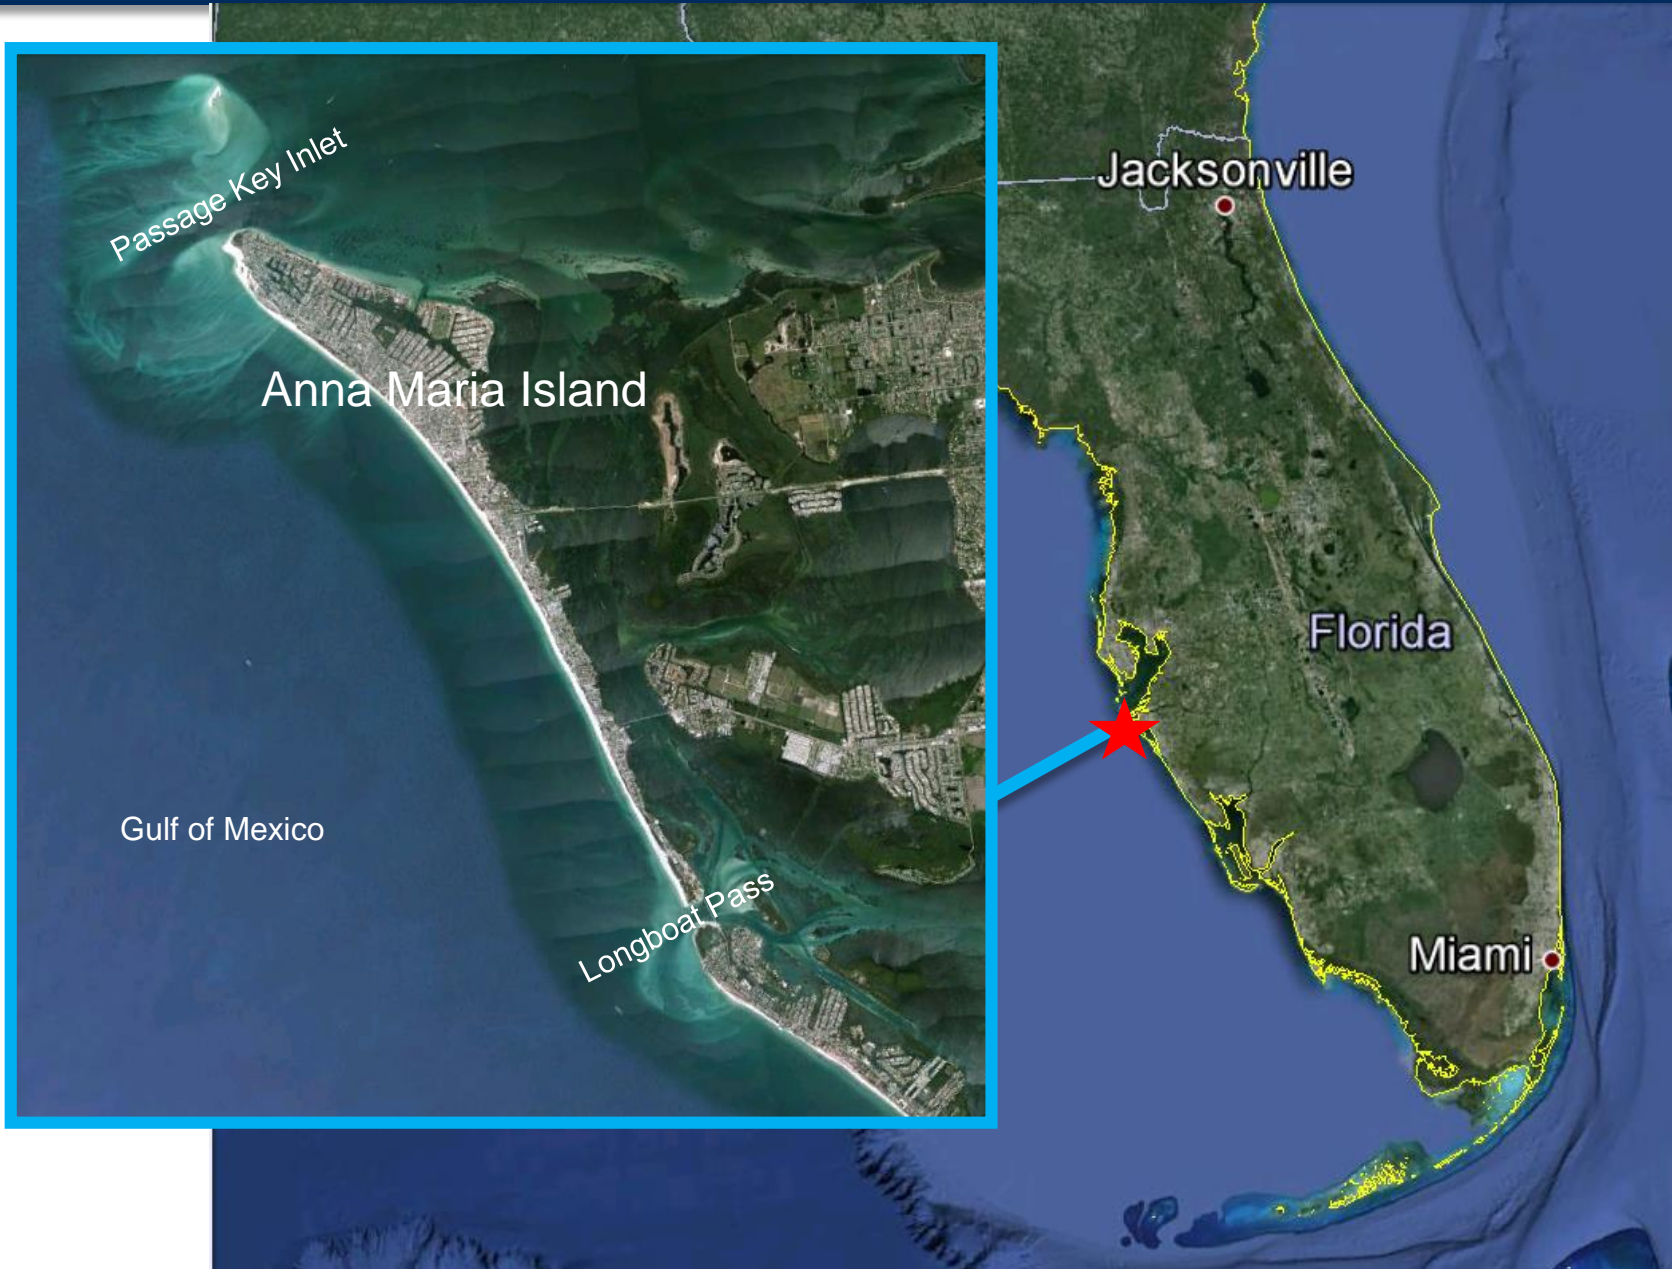 Passage Key Inlet
Jacksonville
Anna Maria Island
Florida
Gulf of Mexico
Longboat Pass
Miami